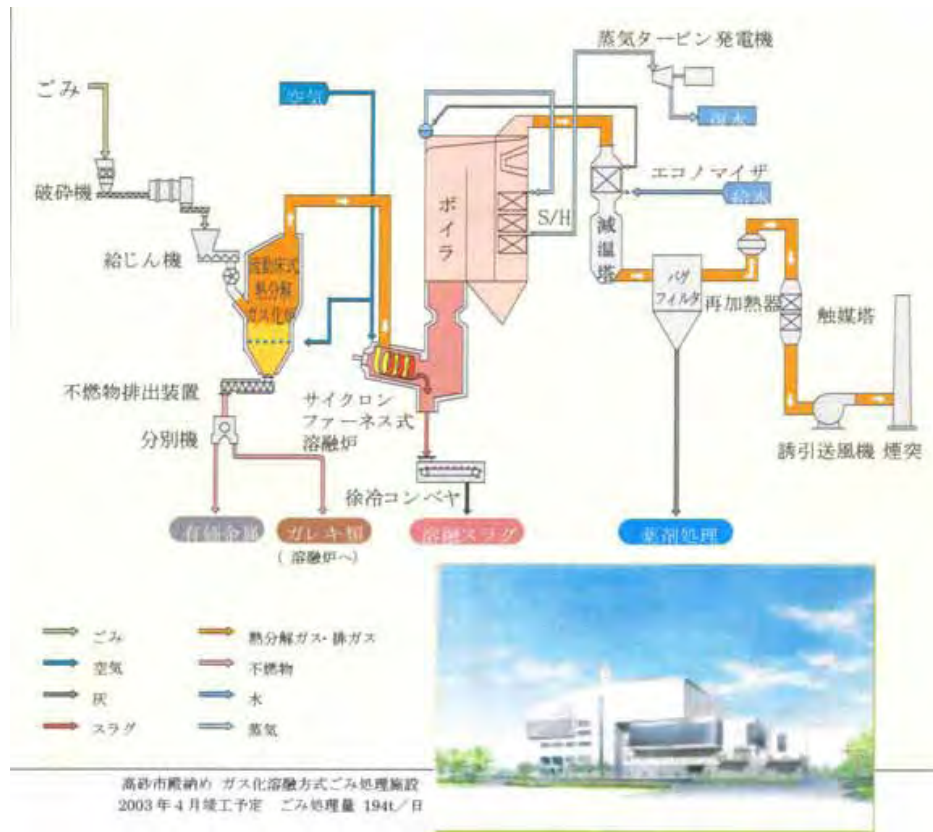 蒸気タービン発電機
ごみ
空気
復水
破砕機
エコノマイザ
給水
ボイラ
S/H
減温塔
給じん機
流動床式
熱分解
ガス化炉
バグ
フィルタ
再加熱器
触媒塔
不燃物排出装置
サイクロン
ファーネス式
溶融炉
分別機
誘引送風機
煙突
徐冷コンベヤ
有価金属
ガレキ類
(溶融炉へ)
溶融スラグ
薬剤処理
ごみ
熱分解ガス・排ガス
空気
不燃物
灰
水
スラグ
蒸気
高砂市殿納め ガス化溶融方式ごみ処理施設
2003年4月竣工予定 ごみ処理量 194t/日